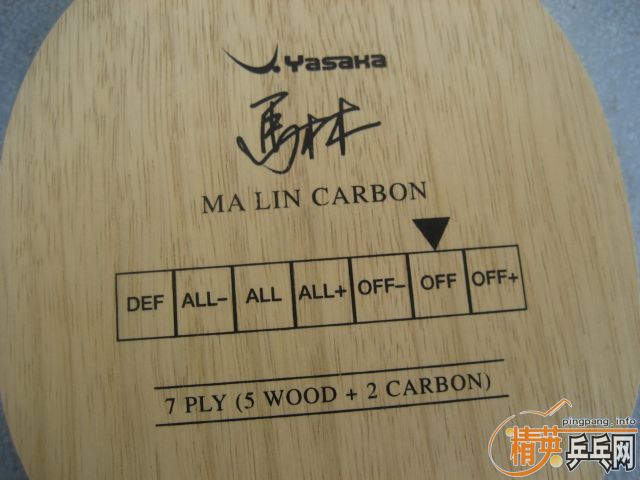 Yasaka
馬林
MA LIN CARBON
DEF ALL- ALL ALL+ OFF- OFF OFF+
7 PLY (5 WOOD + 2 CARBON)
pingpang.info
精英乒乓网